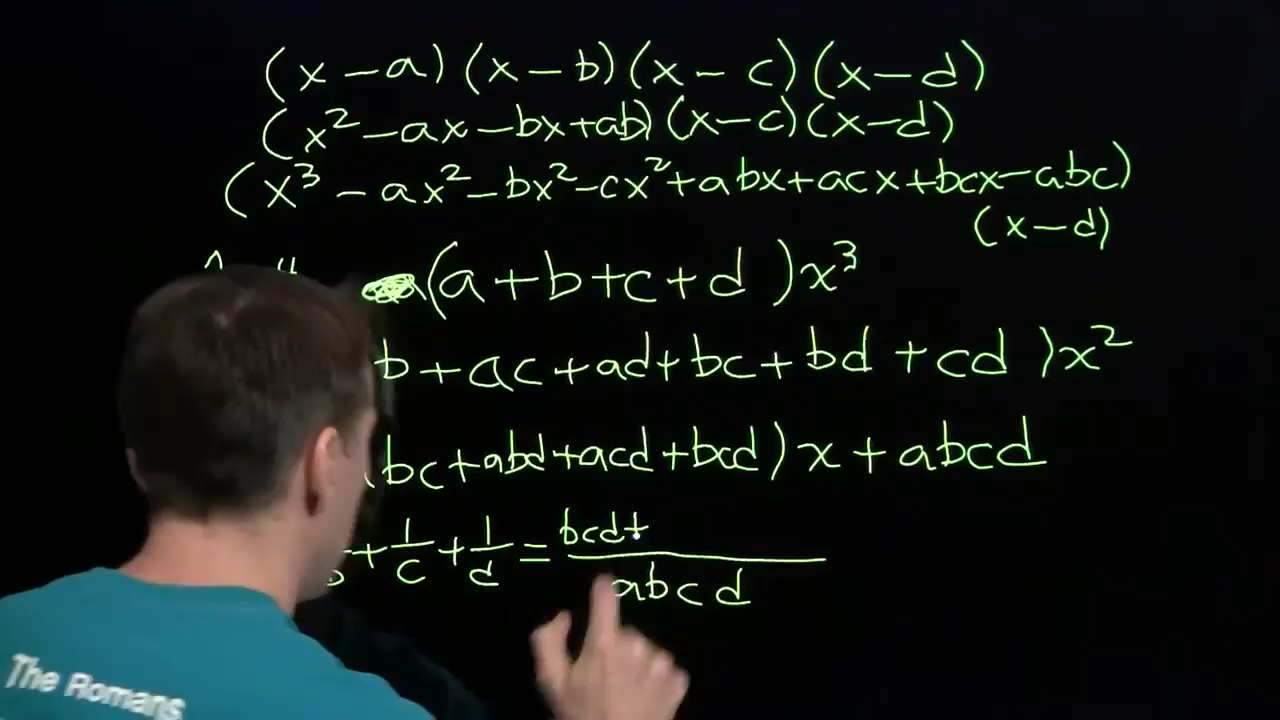 (x - a)(x - b)(x - c)(x - d)
(x² - ax - bx + ab)(x - c)(x - d)
(x³ - ax² - bx² - cx² + abx + acx + bcx - abc)
(x - d)
(a + b + c + d)x³
b + ac + ad + bc + bd + cd)x²
bc + abd + acd + bcd)x + abcd
+ 1/c + 1/d = bcd+ / abcd
The Romans